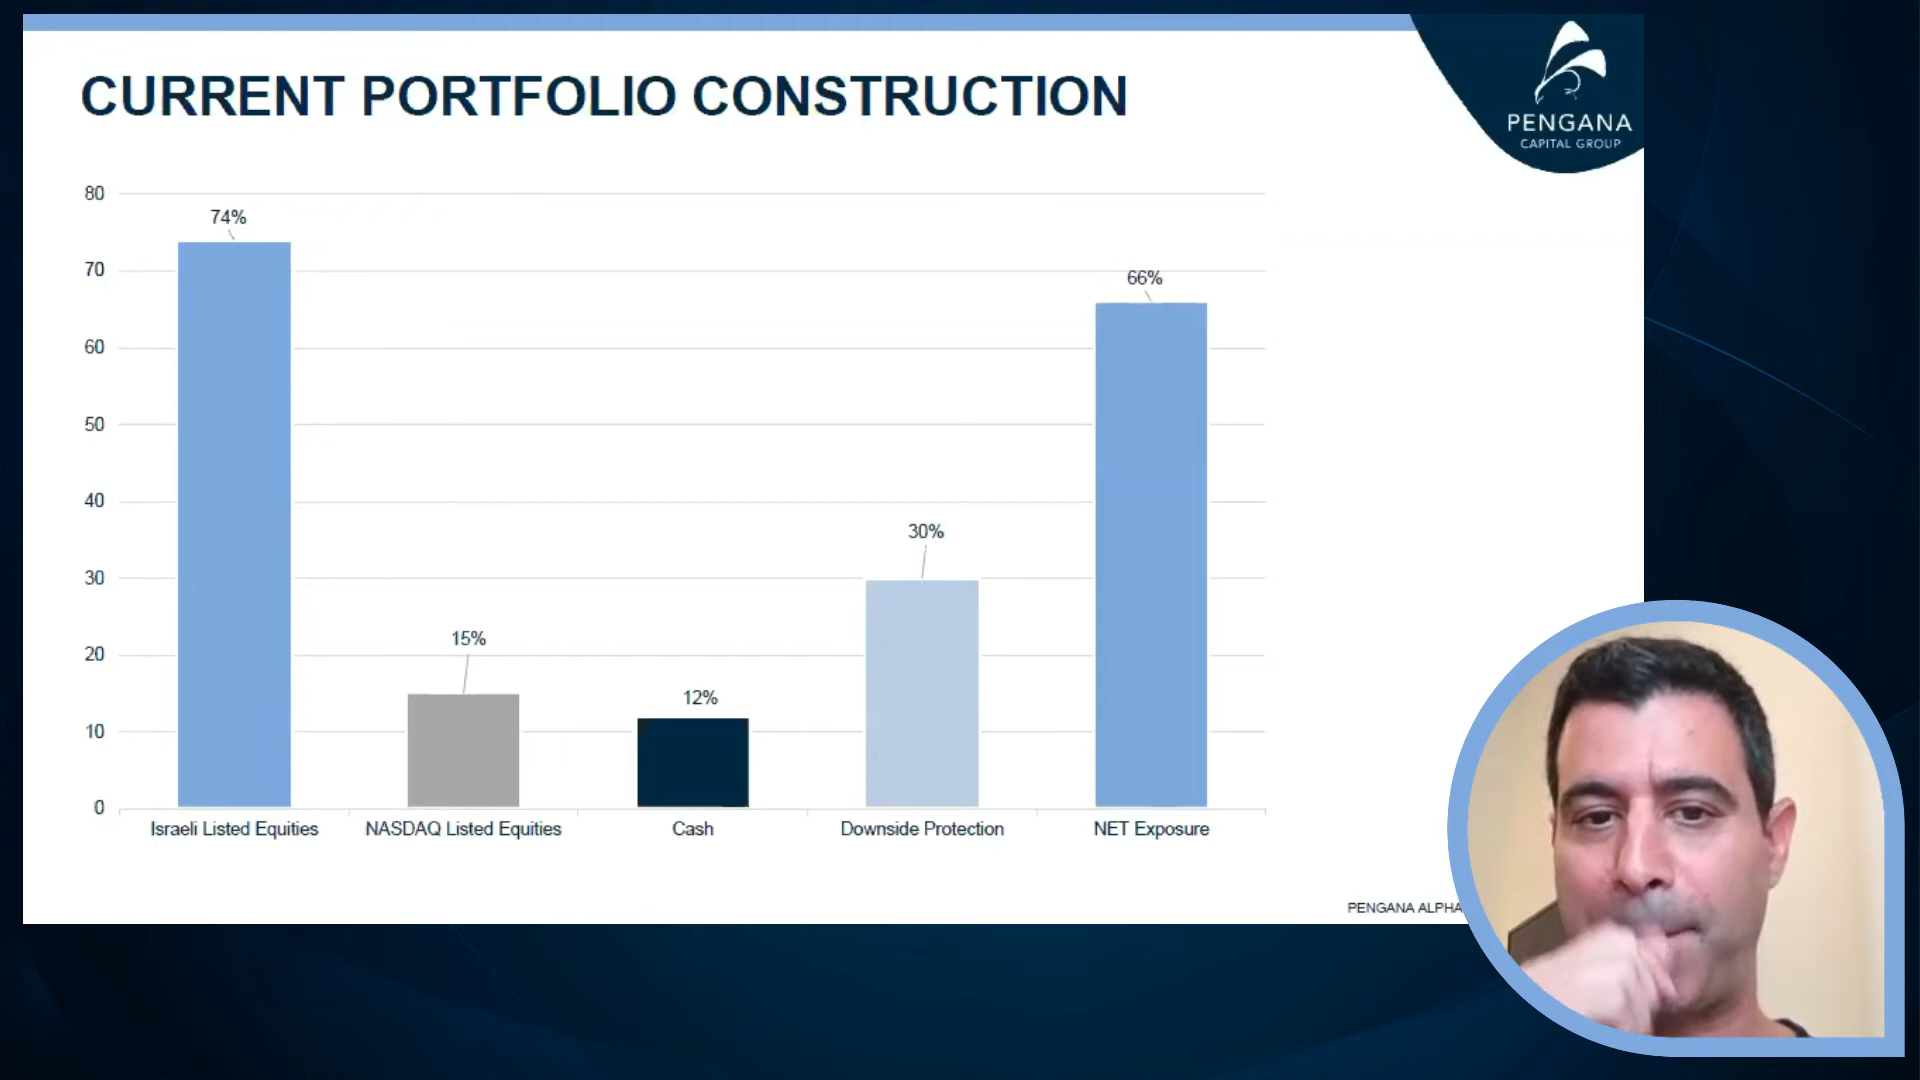 CURRENT PORTFOLIO CONSTRUCTION
PENGANA
CAPITAL GROUP
80
70
60
50
40
30
20
10
0
74%
15%
12%
30%
66%
Israeli Listed Equities
NASDAQ Listed Equities
Cash
Downside Protection
NET Exposure
PENGANA ALPHA